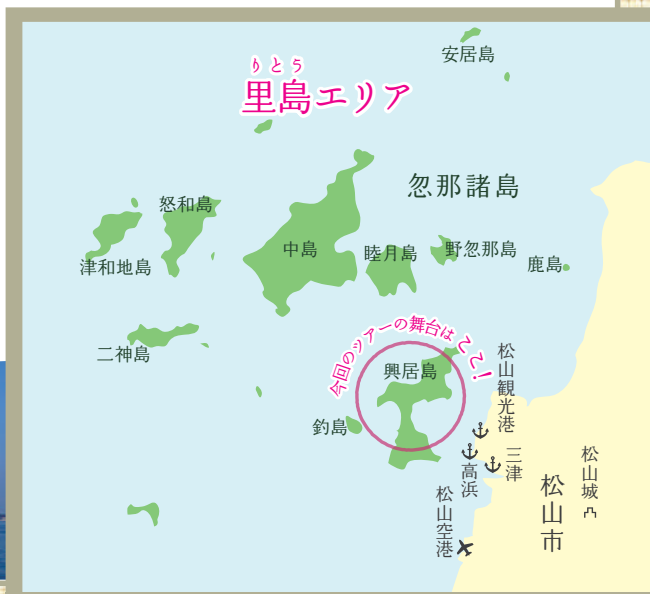 安居島
りとう
里島エリア
忽那諸島
怒和島
中島
睦月島
野忽那島
鹿島
津和地島
二神島
今回のツアーの舞台はここ!
興居島
釣島
松山観光港
三津
高浜
松山城
松山市
松山空港